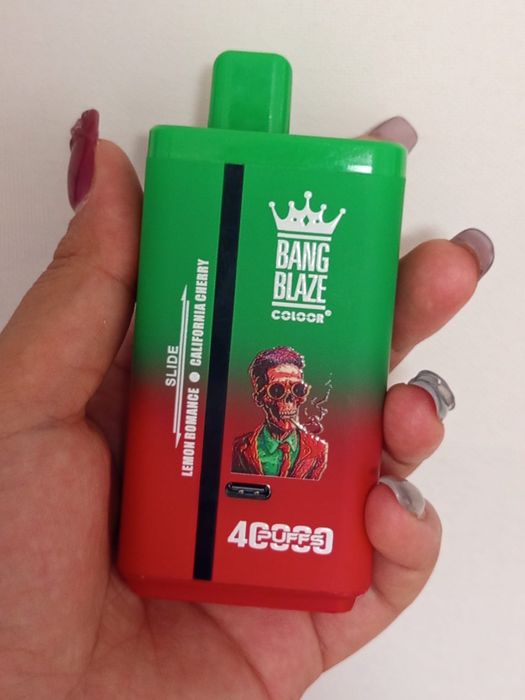 BANG
BLAZE
COLOOR®
SLIDE
LEMON ROMANCE CALIFORNIA CHERRY
40000
PUFFS